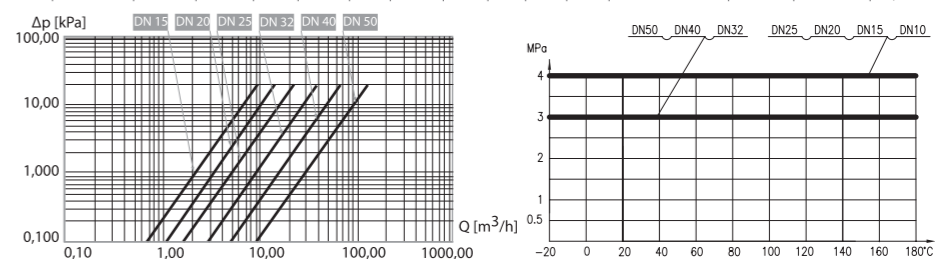 Δp [kPa]
DN 15 DN 20 DN 25 DN 32 DN 40 DN 50
100,00
10,00
1,000
0,100
0,10 1,00 10,00 100,00 1000,00
Q [m3/h]
DN50 DN40 DN32 DN25 DN20 DN15 DN10
MPa
4
3
2
1
0.5
-20 0 20 40 60 80 100 120 140 160 180°C